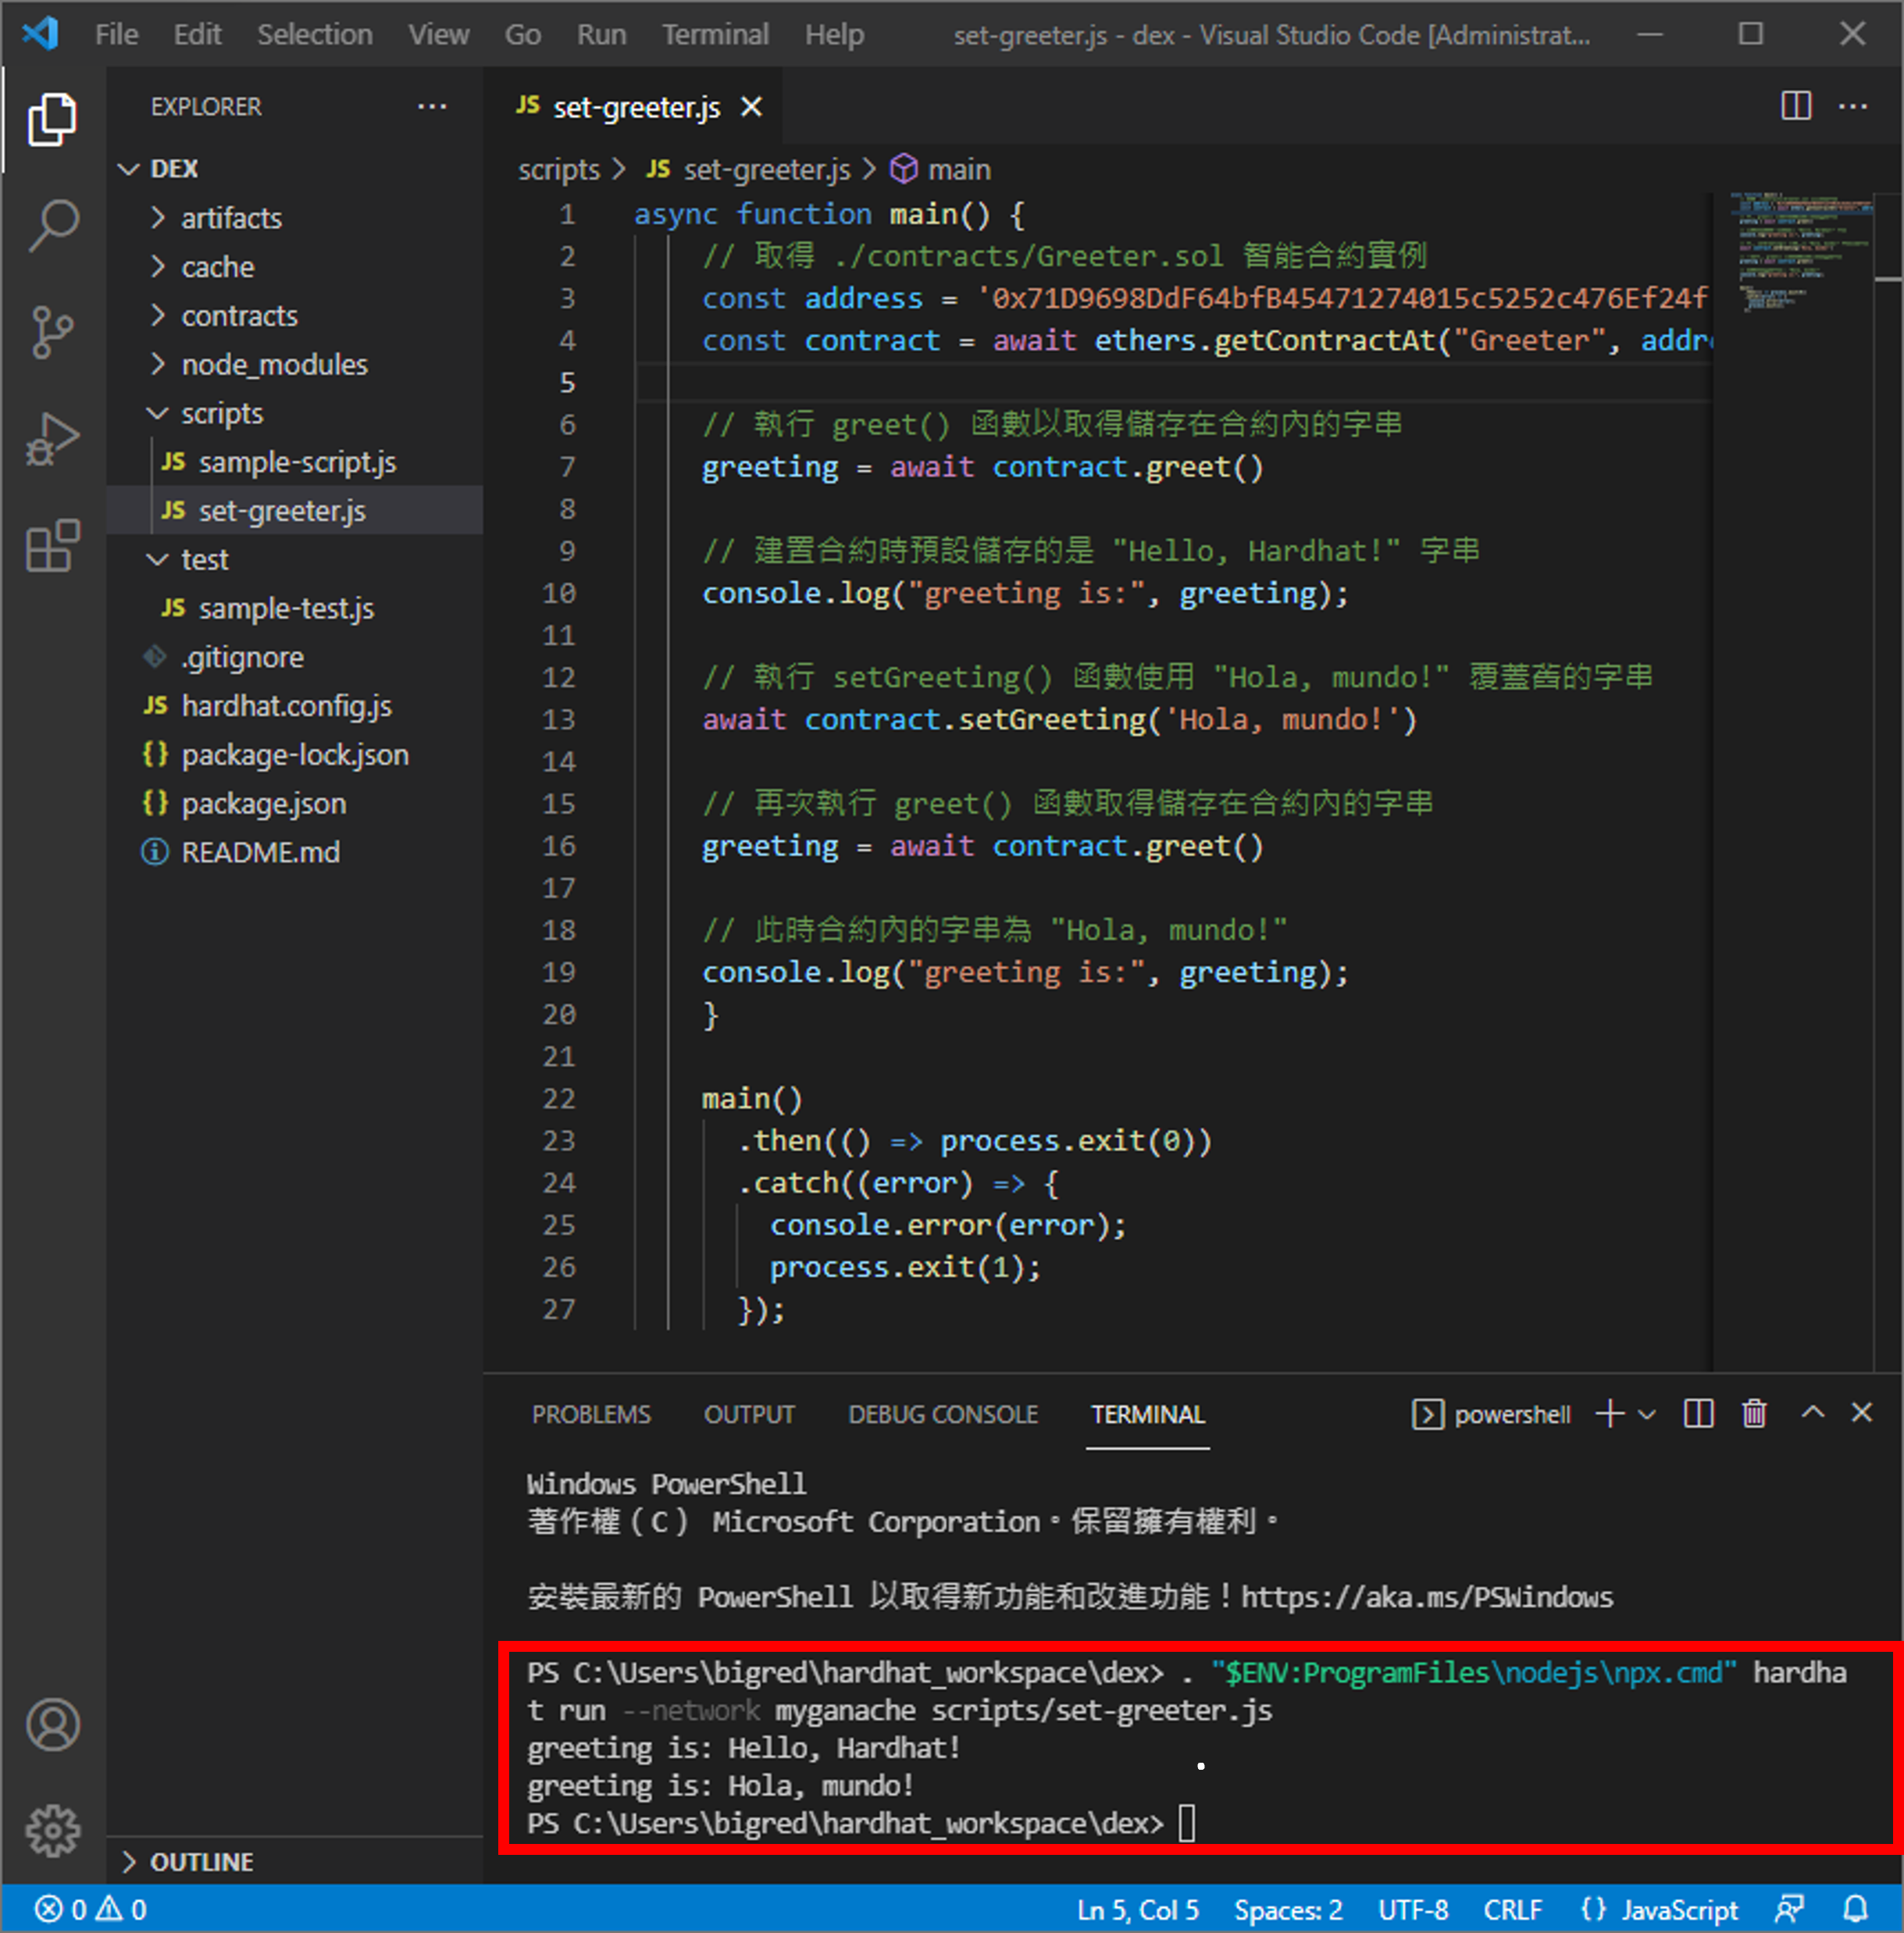 File Edit Selection View Go Run Terminal Help set-greeter.js - dex - Visual Studio Code [Administrat...
EXPLORER ...
DEX
artifacts
cache
contracts
node_modules
scripts
JS sample-script.js
JS set-greeter.js
test
JS sample-test.js
.gitignore
JS hardhat.config.js
{} package-lock.json
{} package.json
README.md
OUTLINE
JS set-greeter.js
scripts > JS set-greeter.js > main
1 async function main() {
2 // 取得 ./contracts/Greeter.sol 智能合約實例
3 const address = '0x71D9698DdF64bfB45471274015c5252c476Ef24f
4 const contract = await ethers.getContractAt("Greeter", addr
5
6 // 執行 greet() 函數以取得儲存在合約內的字串
7 greeting = await contract.greet()
8
9 // 建置合約時預設儲存的是 "Hello, Hardhat!" 字串
10 console.log("greeting is:", greeting);
11
12 // 執行 setGreeting() 函數使用 "Hola, mundo!" 覆蓋舊的字串
13 await contract.setGreeting('Hola, mundo!')
14
15 // 再次執行 greet() 函數取得儲存在合約內的字串
16 greeting = await contract.greet()
17
18 // 此時合約內的字串為 "Hola, mundo!"
19 console.log("greeting is:", greeting);
20 }
21
22 main()
23 .then(() => process.exit(0))
24 .catch((error) => {
25 console.error(error);
26 process.exit(1);
27 });
PROBLEMS OUTPUT DEBUG CONSOLE TERMINAL powershell
Windows PowerShell
著作權 (C) Microsoft Corporation。保留擁有權利。
安裝最新的 PowerShell 以取得新功能和改進功能！https://aka.ms/PSWindows
PS C:\Users\bigred\hardhat_workspace\dex> . "$ENV:ProgramFiles\nodejs\npx.cmd" hardha
t run --network myganache scripts/set-greeter.js
greeting is: Hello, Hardhat!
greeting is: Hola, mundo!
PS C:\Users\bigred\hardhat_workspace\dex>
0 0 Ln 5, Col 5 Spaces: 2 UTF-8 CRLF {} JavaScript